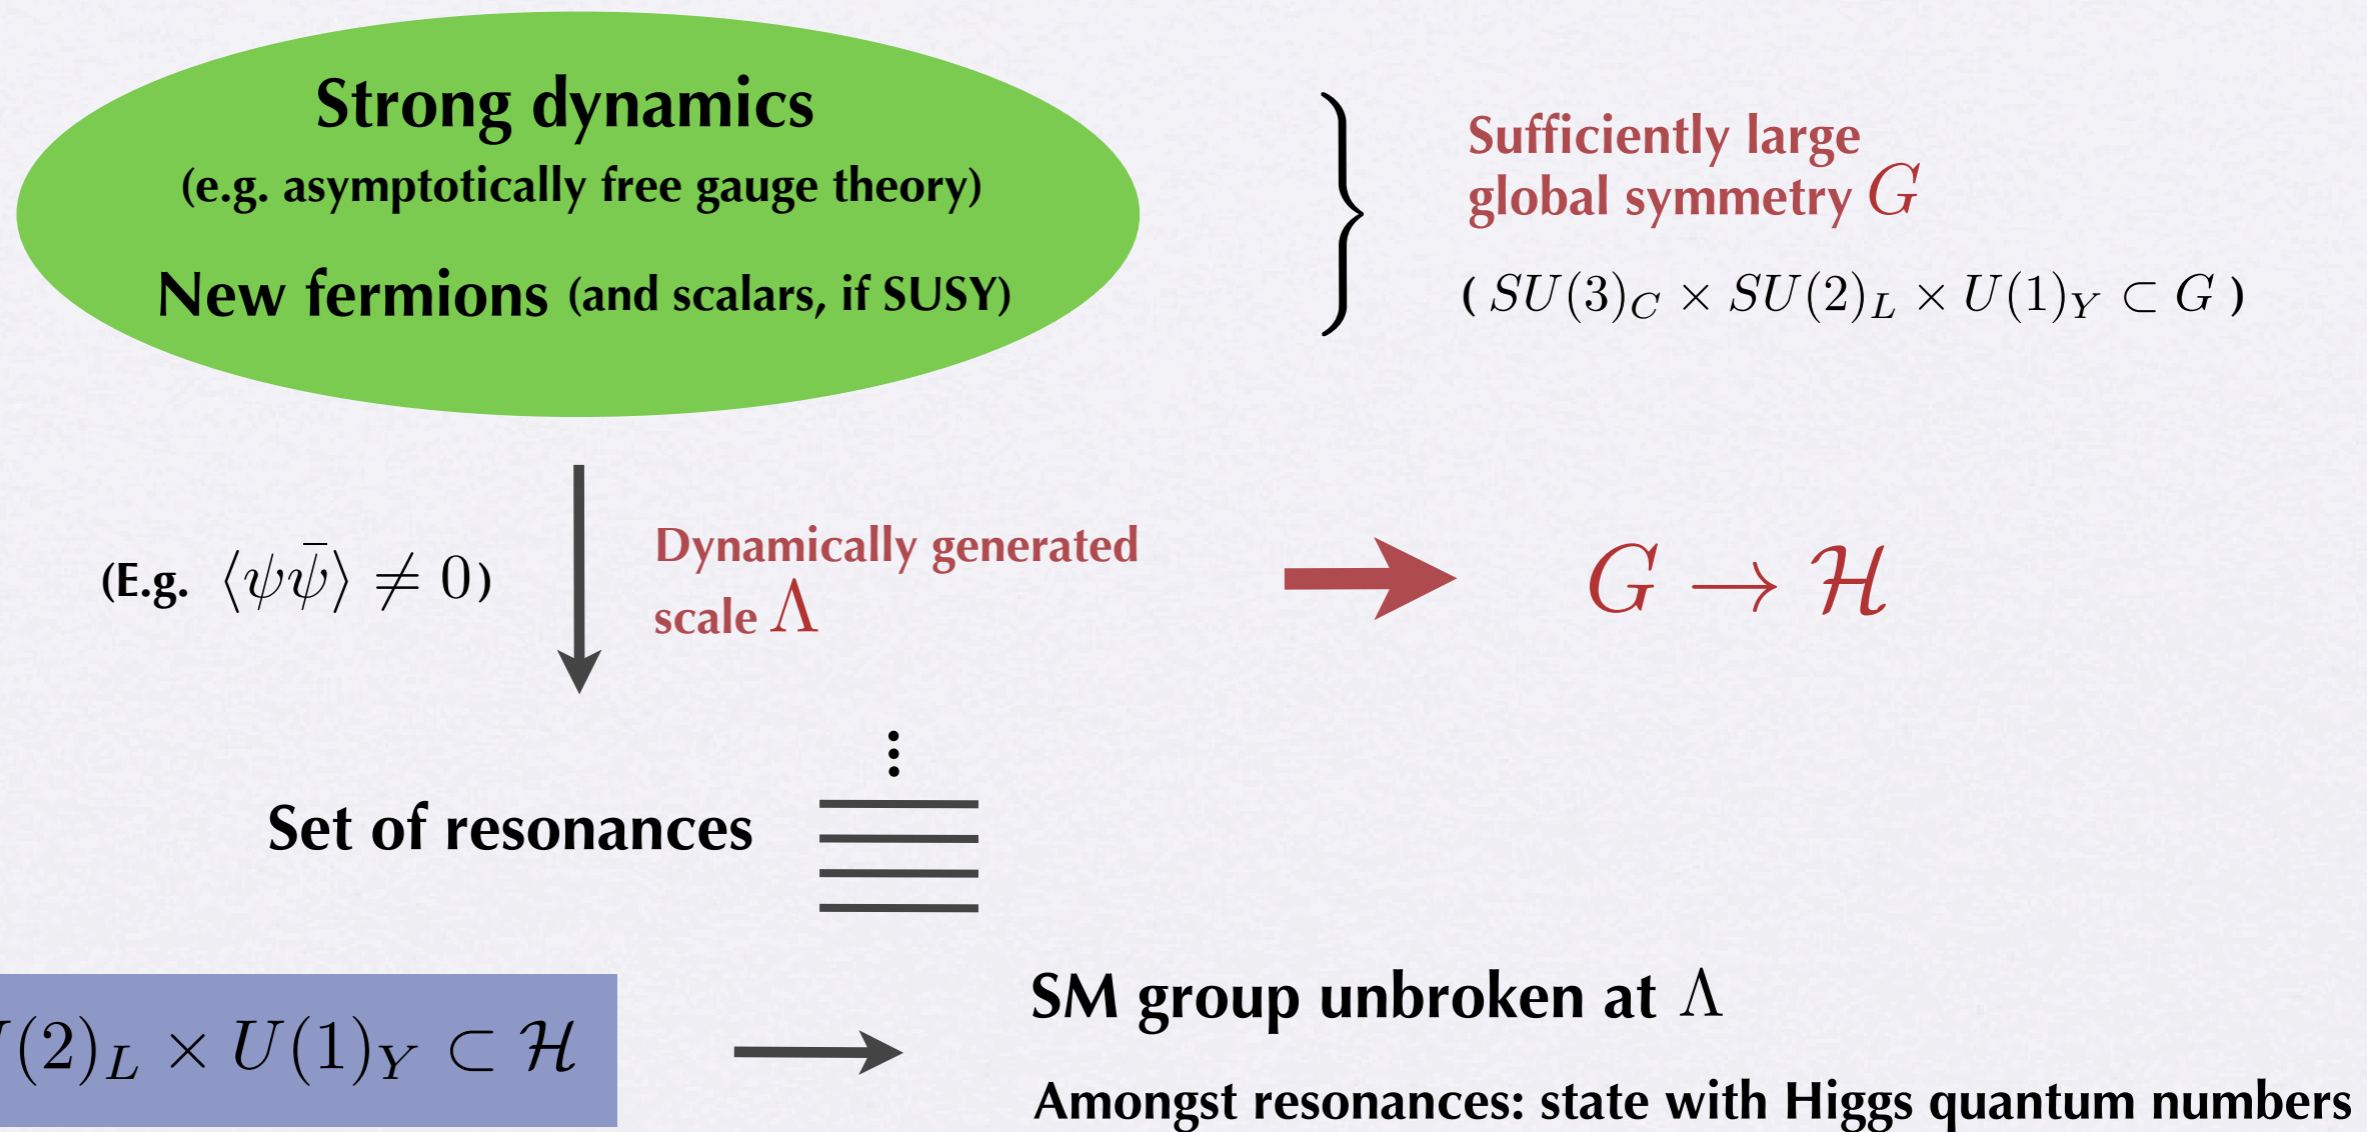 Strong dynamics
(e.g. asymptotically free gauge theory)
New fermions (and scalars, if SUSY)
Sufficiently large
global symmetry G
( SU(3)_C × SU(2)_L × U(1)_Y ⊂ G )
(E.g. ⟨ψψ̄⟩ ≠ 0)
Dynamically generated
scale Λ
G → ℋ
Set of resonances
(2)_L × U(1)_Y ⊂ ℋ
SM group unbroken at Λ
Amongst resonances: state with Higgs quantum numbers